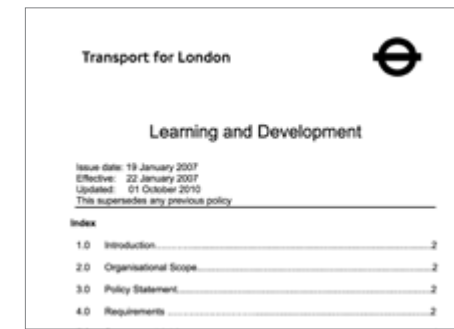 Transport for London
Learning and Development
Issue date: 19 January 2007
Effective: 22 January 2007
Updated: 01 October 2010
This supersedes any previous policy
Index
1.0 Introduction..........................................................................2
2.0 Organisational Scope..............................................................2
3.0 Policy Statement....................................................................2
4.0 Requirements ........................................................................2